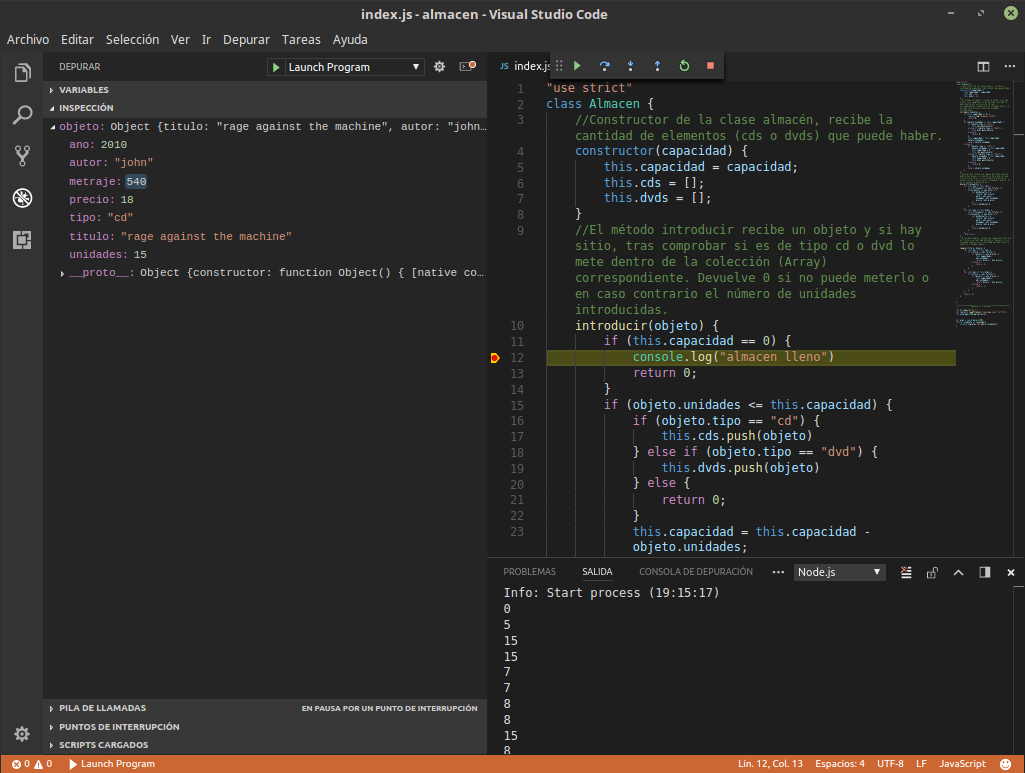 index.js - almacen - Visual Studio Code
Archivo Editar Selección Ver Ir Depurar Tareas Ayuda
DEPURAR
Launch Program
VARIABLES
INSPECCIÓN
objeto: Object {titulo: "rage against the machine", autor: "john…
ano: 2010
autor: "john"
metraje: 540
precio: 18
tipo: "cd"
titulo: "rage against the machine"
unidades: 15
__proto__: Object {constructor: function Object() { [native co…
PILA DE LLAMADAS EN PAUSA POR UN PUNTO DE INTERRUPCIÓN
PUNTOS DE INTERRUPCIÓN
SCRIPTS CARGADOS
JS index.js
1 "use strict"
2 class Almacen {
3 //Constructor de la clase almacén, recibe la
cantidad de elementos (cds o dvds) que puede haber.
4 constructor(capacidad) {
5 this.capacidad = capacidad;
6 this.cds = [];
7 this.dvds = [];
8 }
9 //El método introducir recibe un objeto y si hay
sitio, tras comprobar si es de tipo cd o dvd lo
mete dentro de la colección (Array)
correspondiente. Devuelve 0 si no puede meterlo o
en caso contrario el número de unidades
introducidas.
10 introducir(objeto) {
11 if (this.capacidad == 0) {
12 console.log("almacen lleno")
13 return 0;
14 }
15 if (objeto.unidades <= this.capacidad) {
16 if (objeto.tipo == "cd") {
17 this.cds.push(objeto)
18 } else if (objeto.tipo == "dvd") {
19 this.dvds.push(objeto)
20 } else {
21 return 0;
22 }
23 this.capacidad = this.capacidad -
objeto.unidades;
PROBLEMAS SALIDA CONSOLA DE DEPURACIÓN ··· Node.js
Info: Start process (19:15:17)
0
5
15
15
7
7
8
8
15
8
0 0 Launch Program Lín. 12, Col. 13 Espacios: 4 UTF-8 LF JavaScript